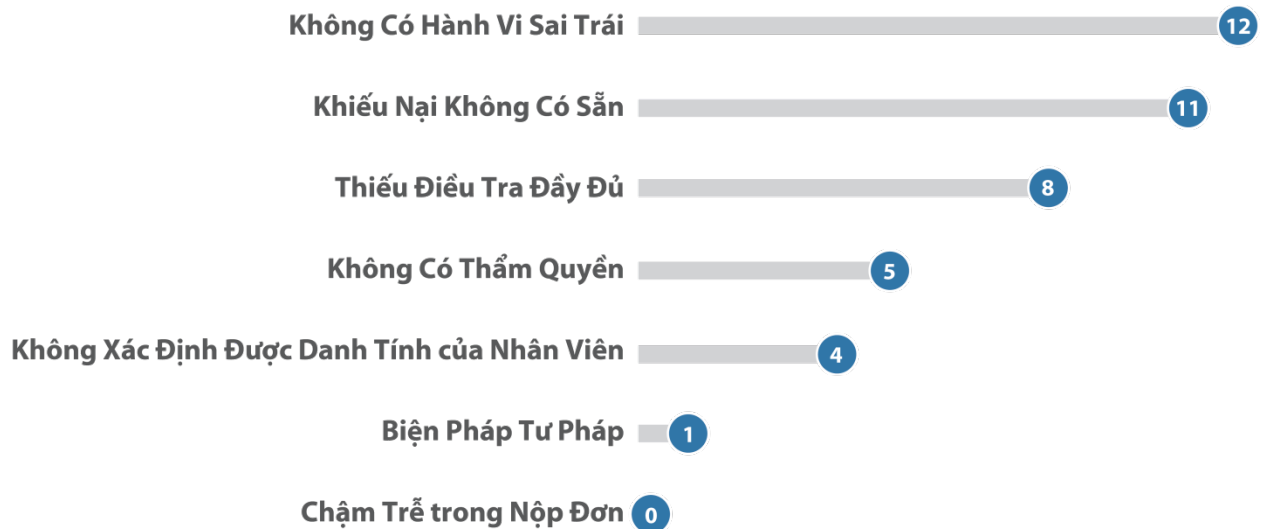 Không Có Hành Vi Sai Trái 12
Khiếu Nại Không Có Sẵn 11
Thiếu Điều Tra Đầy Đủ 8
Không Có Thẩm Quyền 5
Không Xác Định Được Danh Tính của Nhân Viên 4
Biện Pháp Tư Pháp 1
Chậm Trễ trong Nộp Đơn 0